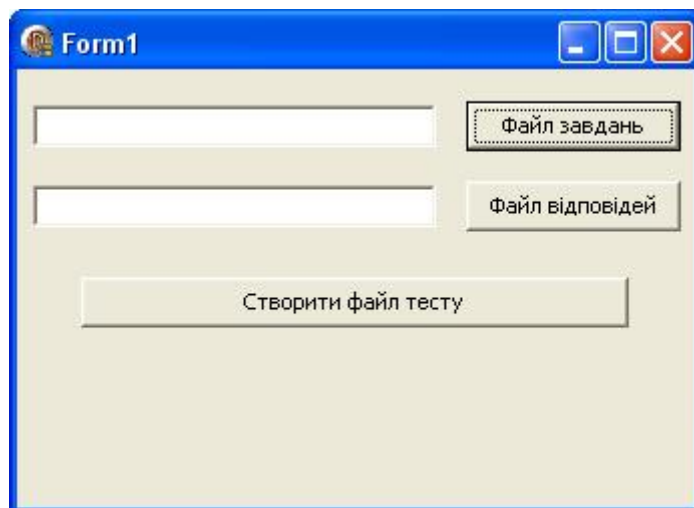 Form1
Файл завдань
Файл відповідей
Створити файл тесту